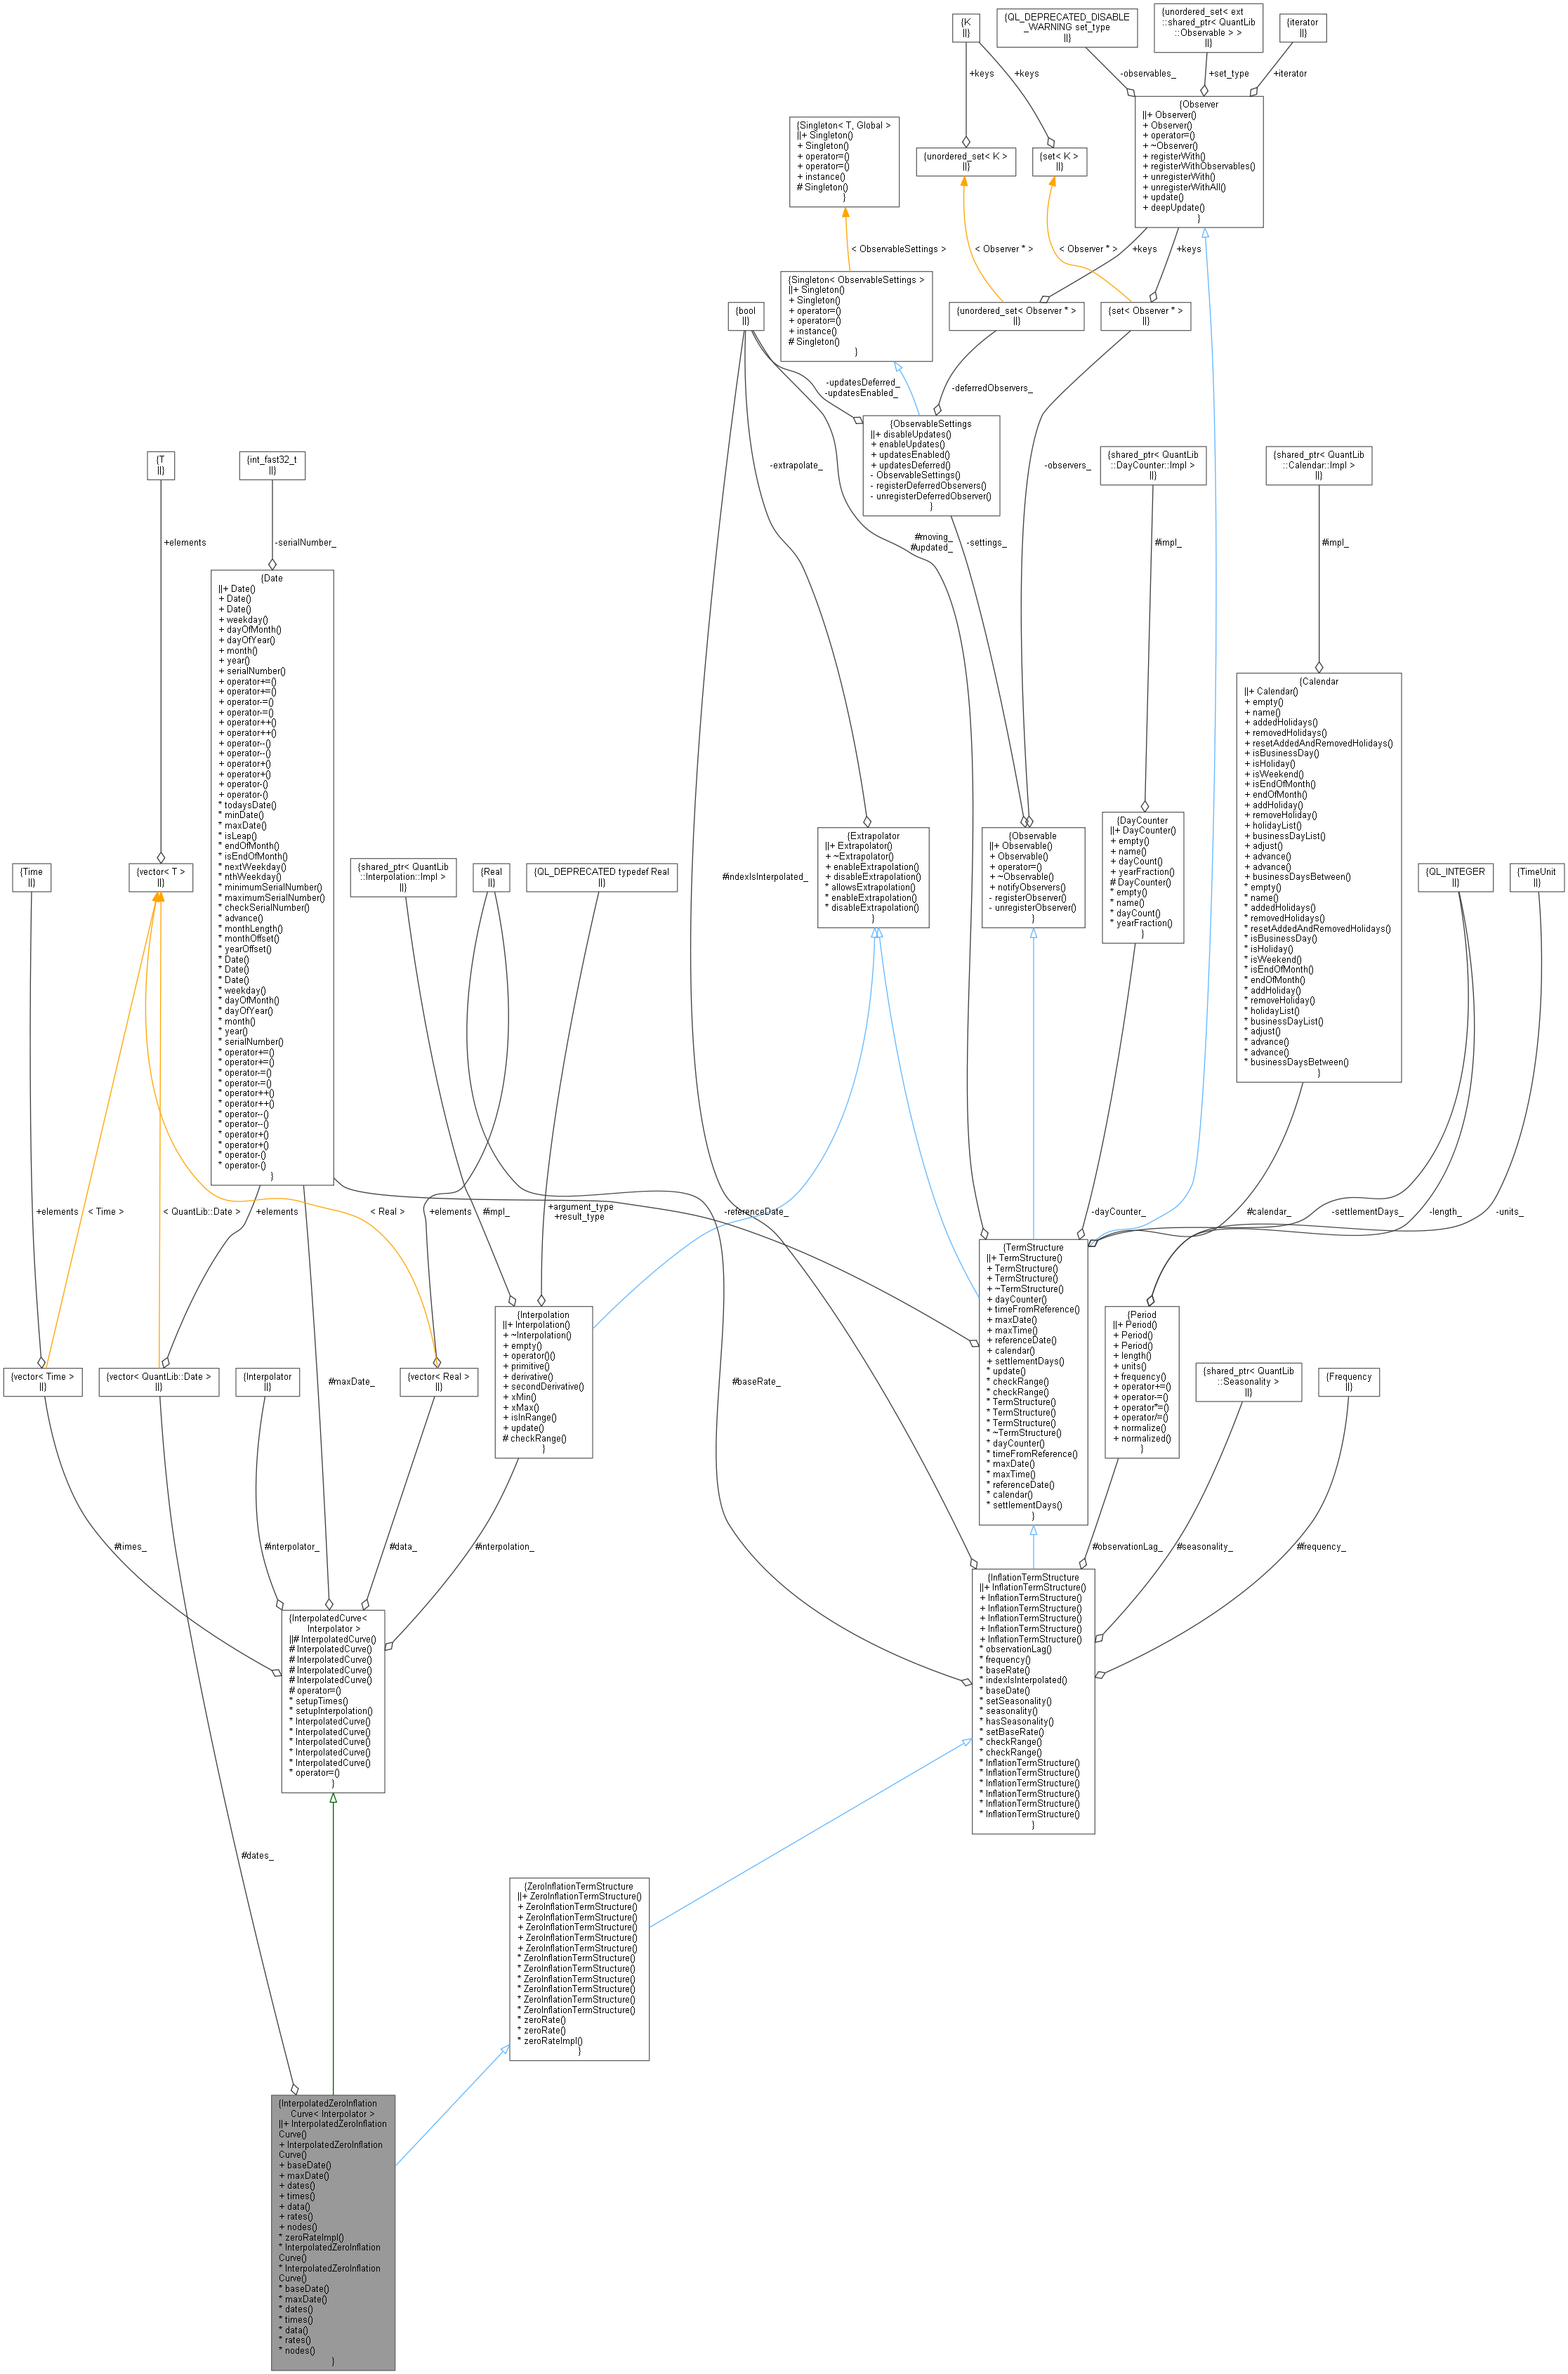 {K
||}
{QL_DEPRECATED_DISABLE
_WARNING set_type
||}
{unordered_set< ext
::shared_ptr< QuantLib
::Observable > >
||}
{iterator
||}
+keys
+keys
-observables_
+set_type
+iterator
{Singleton< T, Global >
||+ Singleton()
+ Singleton()
+ operator=()
+ operator=()
+ instance()
# Singleton()
}
{unordered_set< K >
||}
{set< K >
||}
{Observer
||+ Observer()
+ Observer()
+ operator=()
+ ~Observer()
+ registerWith()
+ registerWithObservables()
+ unregisterWith()
+ unregisterWithAll()
+ update()
+ deepUpdate()
}
< ObservableSettings >
< Observer * >
< Observer * >
+keys
+keys
{Singleton< ObservableSettings >
||+ Singleton()
+ Singleton()
+ operator=()
+ operator=()
+ instance()
# Singleton()
}
{bool
||}
{unordered_set< Observer * >
||}
{set< Observer * >
||}
-updatesDeferred_
-updatesEnabled_
-deferredObservers_
{ObservableSettings
||+ disableUpdates()
+ enableUpdates()
+ updatesEnabled()
+ updatesDeferred()
- ObservableSettings()
- registerDeferredObservers()
- unregisterDeferredObserver()
}
-extrapolate_
-observers_
{T
||}
{int_fast32_t
||}
{shared_ptr< QuantLib
::DayCounter::Impl >
||}
{shared_ptr< QuantLib
::Calendar::Impl >
||}
+elements
-serialNumber_
#moving_
#updated_
-settings_
#impl_
#impl_
{Date
||+ Date()
+ Date()
+ Date()
+ weekday()
+ dayOfMonth()
+ dayOfYear()
+ month()
+ year()
+ serialNumber()
+ operator+=()
+ operator+=()
+ operator-=()
+ operator-=()
+ operator++()
+ operator++()
+ operator--()
+ operator--()
+ operator+()
+ operator+()
+ operator-()
+ operator-()
* todaysDate()
* minDate()
* maxDate()
* isLeap()
* endOfMonth()
* isEndOfMonth()
* nextWeekday()
* nthWeekday()
* minimumSerialNumber()
* maximumSerialNumber()
* checkSerialNumber()
* advance()
* monthLength()
* monthOffset()
* yearOffset()
* Date()
* Date()
* Date()
* weekday()
* dayOfMonth()
* dayOfYear()
* month()
* year()
* serialNumber()
* operator+=()
* operator+=()
* operator-=()
* operator-=()
* operator++()
* operator++()
* operator--()
* operator--()
* operator+()
* operator+()
* operator-()
* operator-()
}
{Calendar
||+ Calendar()
+ empty()
+ name()
+ addedHolidays()
+ removedHolidays()
+ resetAddedAndRemovedHolidays()
+ isBusinessDay()
+ isHoliday()
+ isWeekend()
+ isEndOfMonth()
+ endOfMonth()
+ addHoliday()
+ removeHoliday()
+ holidayList()
+ businessDayList()
+ adjust()
+ advance()
+ advance()
+ businessDaysBetween()
* empty()
* name()
* addedHolidays()
* removedHolidays()
* resetAddedAndRemovedHolidays()
* isBusinessDay()
* isHoliday()
* isWeekend()
* isEndOfMonth()
* endOfMonth()
* addHoliday()
* removeHoliday()
* holidayList()
* businessDayList()
* adjust()
* advance()
* advance()
* businessDaysBetween()
}
{Time
||}
{vector< T >
||}
{shared_ptr< QuantLib
::Interpolation::Impl >
||}
{Real
||}
{QL_DEPRECATED typedef Real
||}
#indexIsInterpolated_
{Extrapolator
||+ Extrapolator()
+ ~Extrapolator()
+ enableExtrapolation()
+ disableExtrapolation()
* allowsExtrapolation()
* enableExtrapolation()
* disableExtrapolation()
}
{Observable
||+ Observable()
+ Observable()
+ operator=()
+ ~Observable()
+ notifyObservers()
- registerObserver()
- unregisterObserver()
}
{DayCounter
||+ DayCounter()
+ empty()
+ name()
+ dayCount()
+ yearFraction()
# DayCounter()
* empty()
* name()
* dayCount()
* yearFraction()
}
{QL_INTEGER
||}
{TimeUnit
||}
+elements
< Time >
< QuantLib::Date >
+elements
< Real >
+elements
#impl_
+argument_type
+result_type
-referenceDate_
-dayCounter_
#calendar_
-settlementDays_
-length_
-units_
{TermStructure
||+ TermStructure()
+ TermStructure()
+ TermStructure()
+ ~TermStructure()
+ dayCounter()
+ timeFromReference()
+ maxDate()
+ maxTime()
+ referenceDate()
+ calendar()
+ settlementDays()
* update()
* checkRange()
* checkRange()
* TermStructure()
* TermStructure()
* TermStructure()
* ~TermStructure()
* dayCounter()
* timeFromReference()
* maxDate()
* maxTime()
* referenceDate()
* calendar()
* settlementDays()
}
{Interpolation
||+ Interpolation()
+ ~Interpolation()
+ empty()
+ operator()()
+ primitive()
+ derivative()
+ secondDerivative()
+ xMin()
+ xMax()
+ isInRange()
+ update()
# checkRange()
}
{Period
||+ Period()
+ Period()
+ Period()
+ length()
+ units()
+ frequency()
+ operator+=()
+ operator-=()
+ operator*=()
+ operator/=()
+ normalize()
+ normalized()
}
{vector< Time >
||}
{vector< QuantLib::Date >
||}
{Interpolator
||}
#maxDate_
{vector< Real >
||}
#baseRate_
{shared_ptr< QuantLib
::Seasonality >
||}
{Frequency
||}
#times_
#interpolator_
#data_
#interpolation_
#observationLag_
#seasonality_
#frequency_
{InterpolatedCurve<
Interpolator >
||# InterpolatedCurve()
# InterpolatedCurve()
# InterpolatedCurve()
# InterpolatedCurve()
# InterpolatedCurve()
# operator=()
* setupTimes()
* setupInterpolation()
* InterpolatedCurve()
* InterpolatedCurve()
* InterpolatedCurve()
* InterpolatedCurve()
* InterpolatedCurve()
* operator=()
}
{InflationTermStructure
||+ InflationTermStructure()
+ InflationTermStructure()
+ InflationTermStructure()
+ InflationTermStructure()
+ InflationTermStructure()
+ InflationTermStructure()
* observationLag()
* frequency()
* baseRate()
* indexIsInterpolated()
* baseDate()
* setSeasonality()
* seasonality()
* hasSeasonality()
* setBaseRate()
* checkRange()
* checkRange()
* InflationTermStructure()
* InflationTermStructure()
* InflationTermStructure()
* InflationTermStructure()
* InflationTermStructure()
* InflationTermStructure()
}
#dates_
{ZeroInflationTermStructure
||+ ZeroInflationTermStructure()
+ ZeroInflationTermStructure()
+ ZeroInflationTermStructure()
+ ZeroInflationTermStructure()
+ ZeroInflationTermStructure()
+ ZeroInflationTermStructure()
* ZeroInflationTermStructure()
* ZeroInflationTermStructure()
* ZeroInflationTermStructure()
* ZeroInflationTermStructure()
* ZeroInflationTermStructure()
* ZeroInflationTermStructure()
* zeroRate()
* zeroRate()
* zeroRateImpl()
}
{InterpolatedZeroInflation
Curve< Interpolator >
||+ InterpolatedZeroInflation
Curve()
+ InterpolatedZeroInflation
Curve()
+ baseDate()
+ maxDate()
+ dates()
+ times()
+ data()
+ rates()
+ nodes()
* zeroRateImpl()
* InterpolatedZeroInflation
Curve()
* InterpolatedZeroInflation
Curve()
* baseDate()
* maxDate()
* dates()
* times()
* data()
* rates()
* nodes()
}